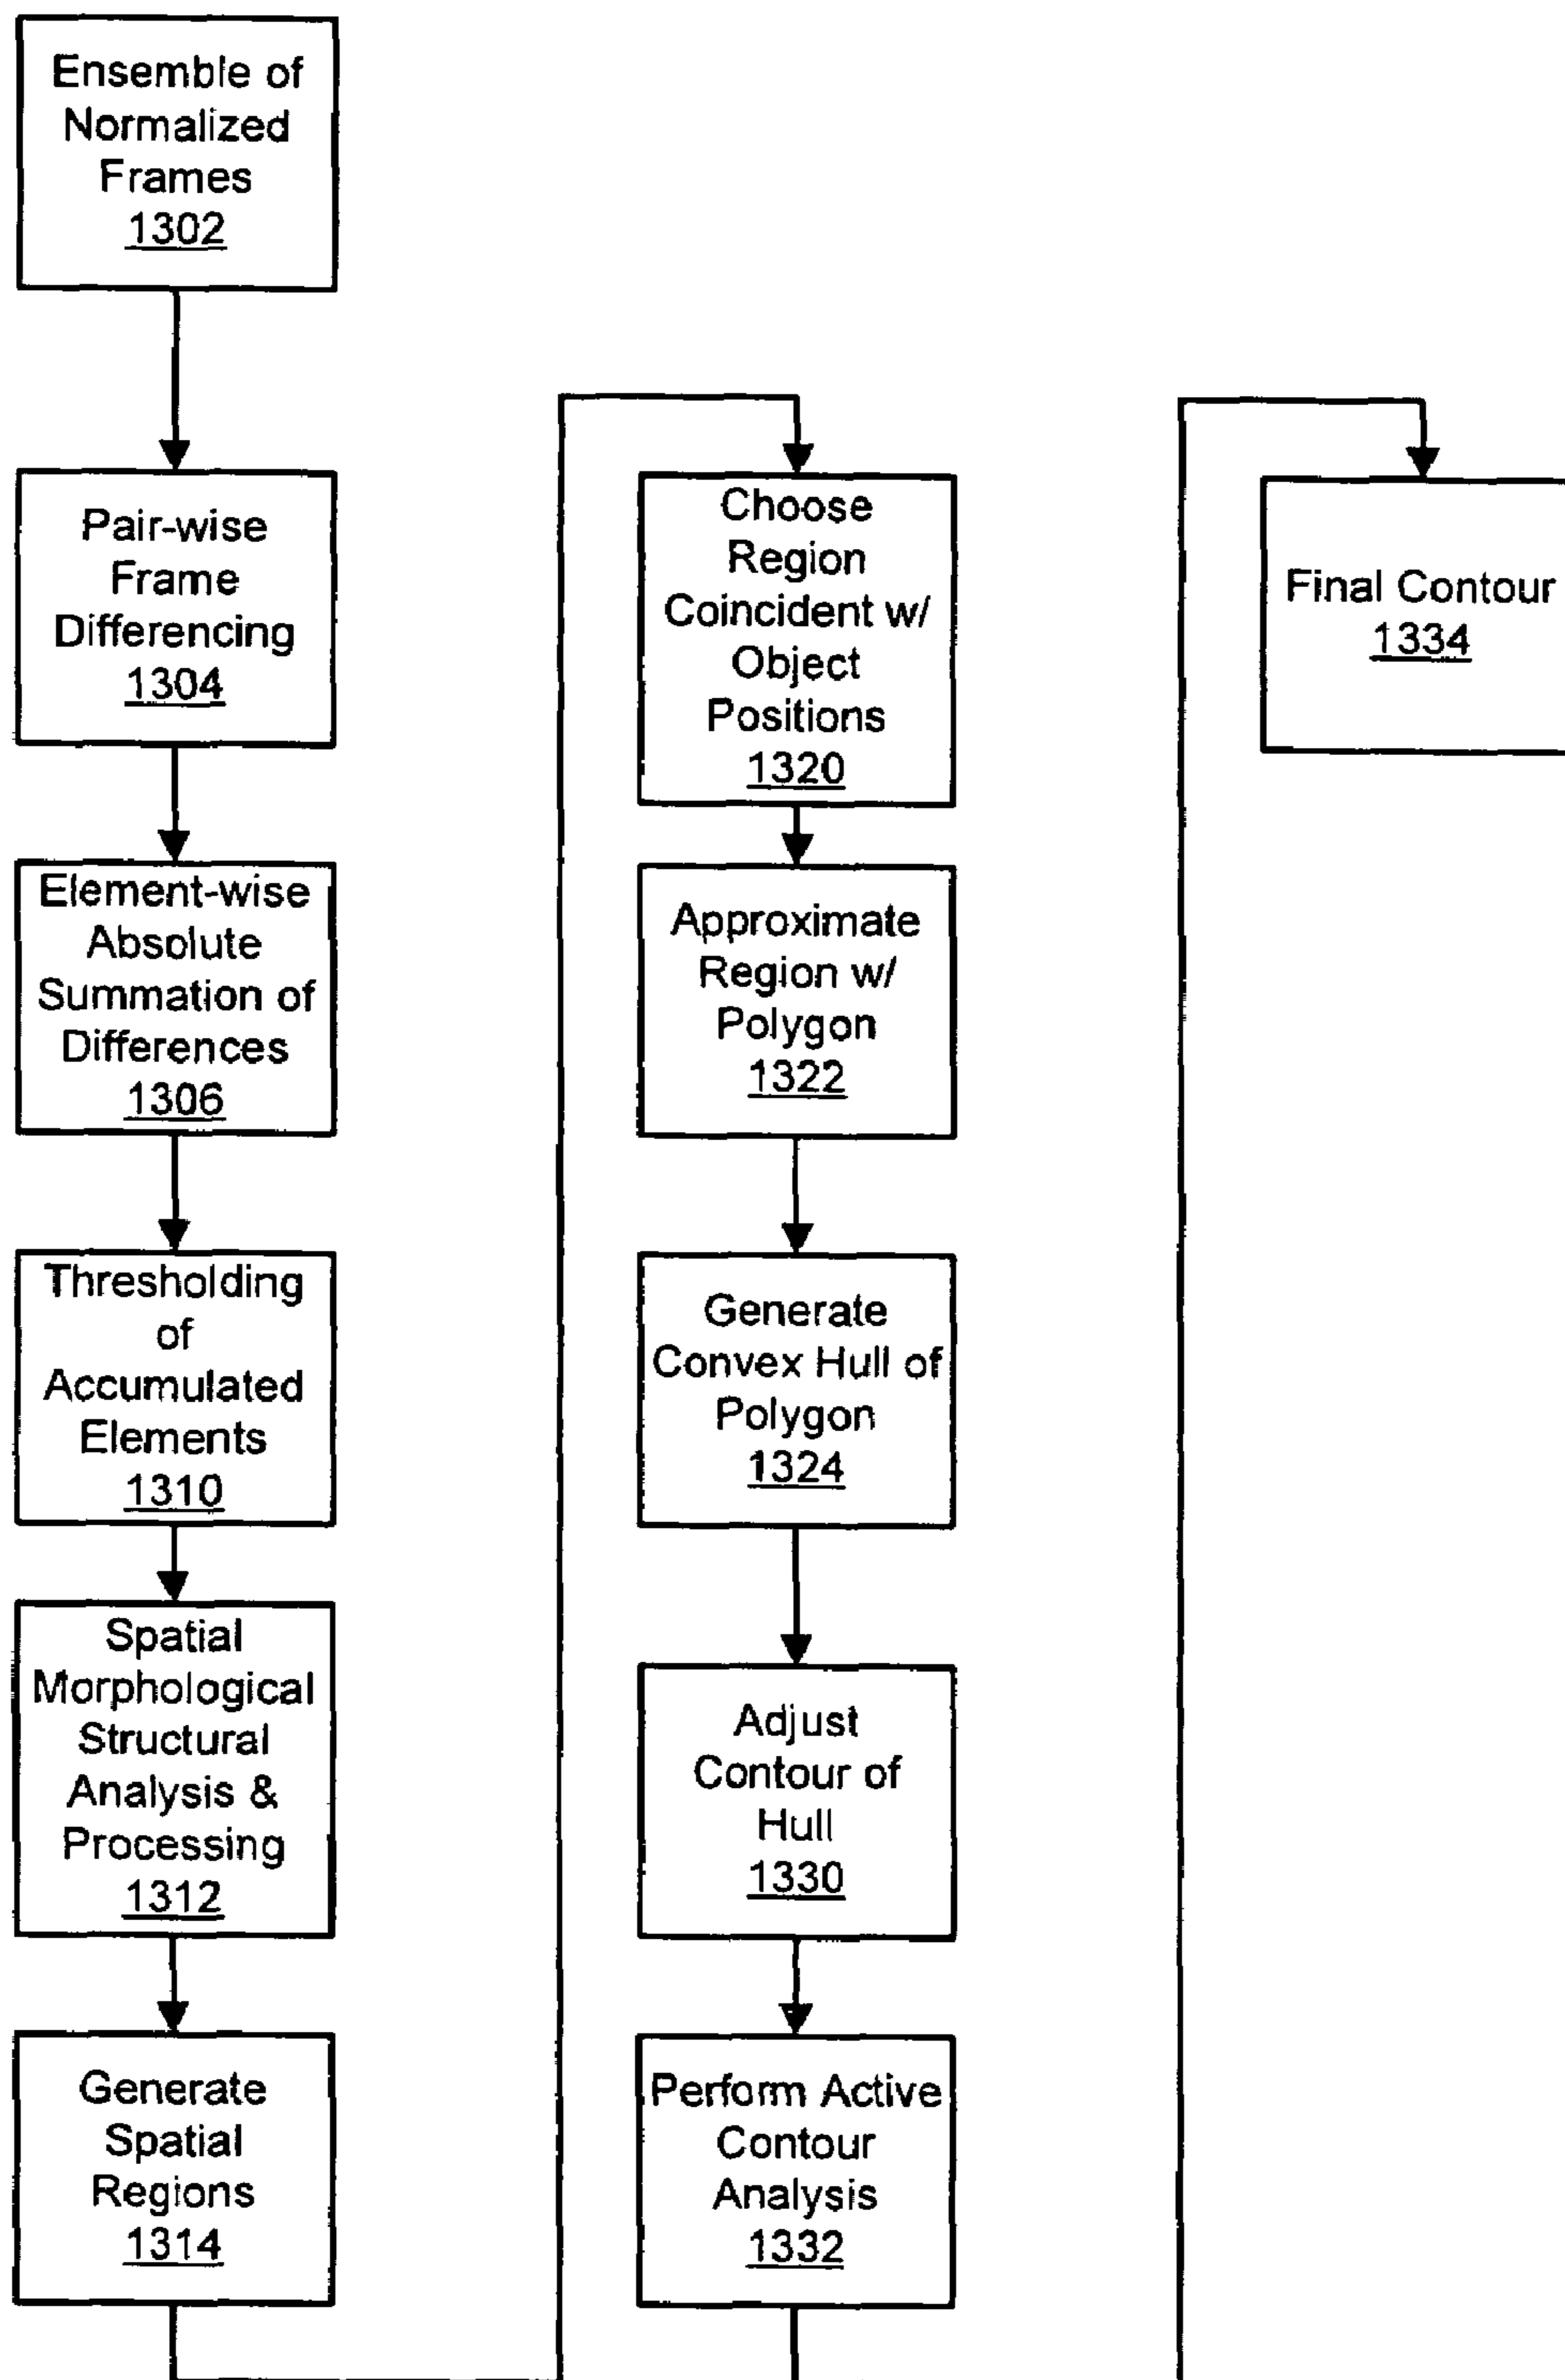 Ensemble of
Normalized
Frames
1302
Pair-wise
Frame
Differencing
1304
Element-wise
Absolute
Summation of
Differences
1306
Thresholding
of
Accumulated
Elements
1310
Spatial
Morphological
Structural
Analysis &
Processing
1312
Generate
Spatial
Regions
1314
Choose
Region
Coincident w/
Object
Positions
1320
Approximate
Region w/
Polygon
1322
Generate
Convex Hull of
Polygon
1324
Adjust
Contour of
Hull
1330
Perform Active
Contour
Analysis
1332
Final Contour
1334